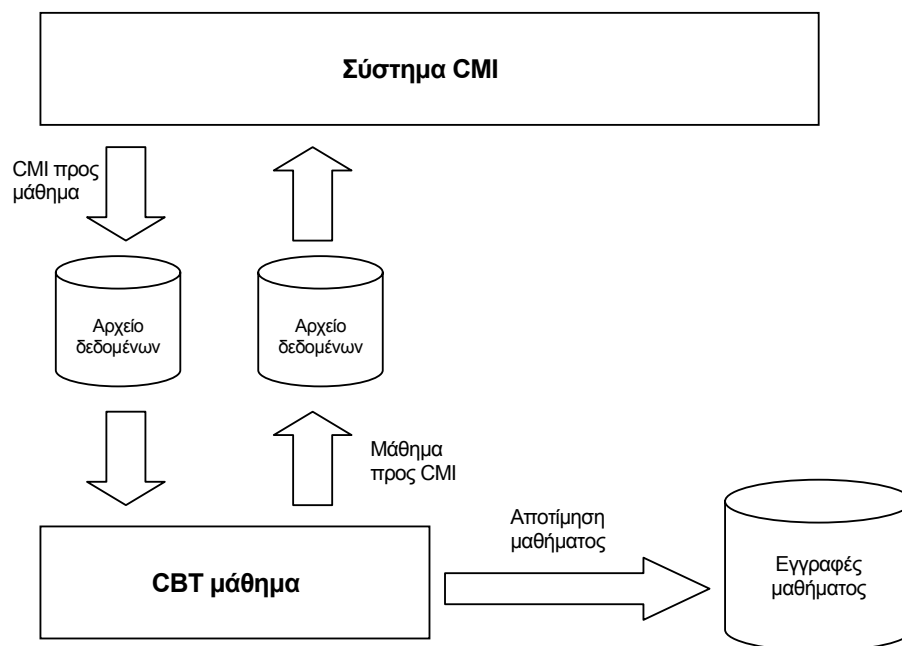 Σύστημα CMI
CMI προς
μάθημα
Αρχείο
δεδομένων
Αρχείο
δεδομένων
Μάθημα
προς CMI
CBT μάθημα
Αποτίμηση
μαθήματος
Εγγραφές
μαθήματος